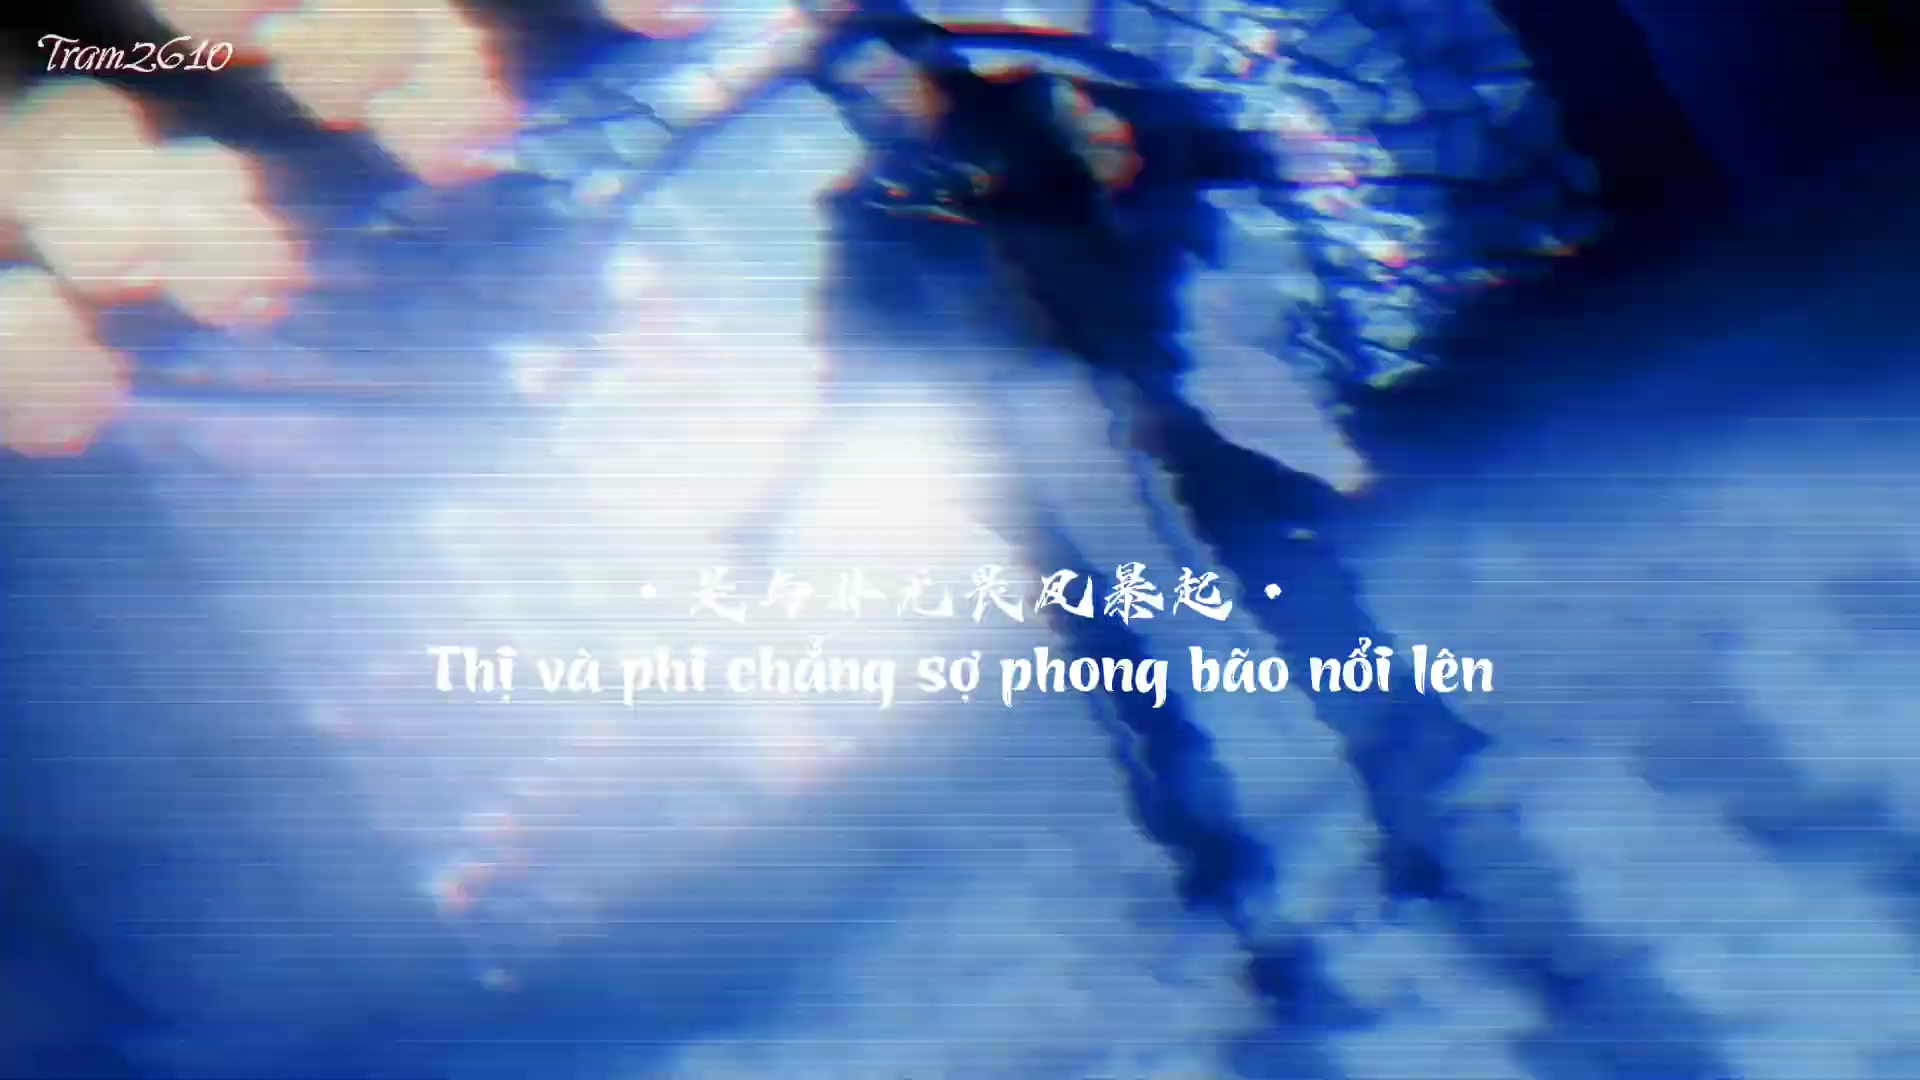 Tram2610
• 是与非无畏风暴起 •
Thị và phi chẳng sợ phong bão nổi lên